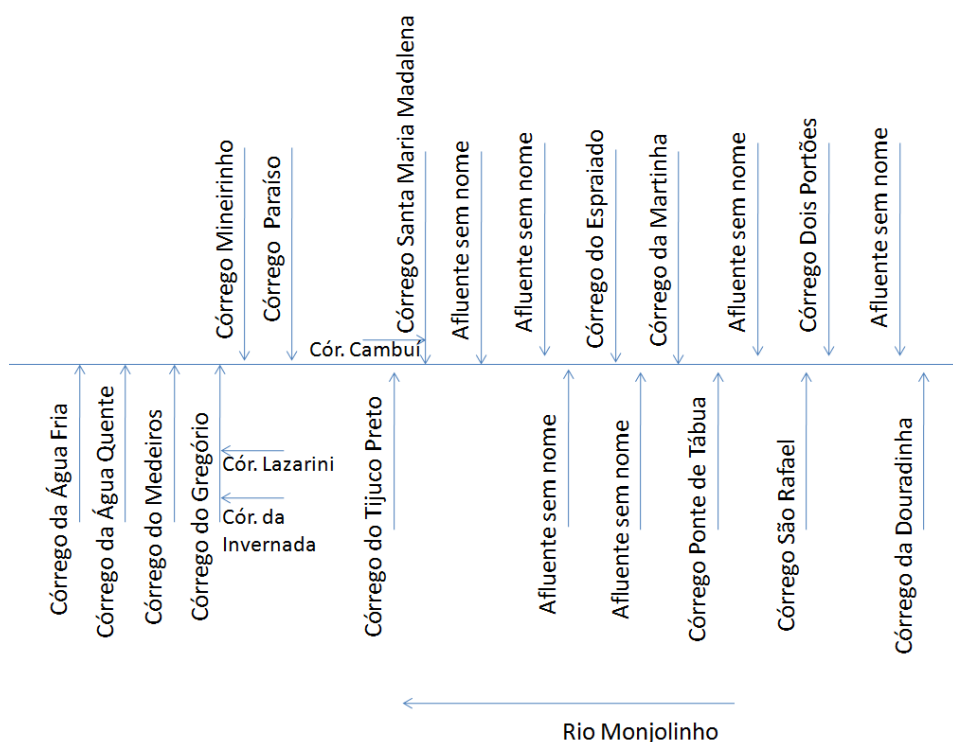 Córrego Mineirinho
Córrego  Paraíso
Córrego Santa Maria Madalena
Afluente sem nome
Afluente sem nome
Córrego do Espraiado
Córrego da Martinha
Afluente sem nome
Córrego Dois Portões
Afluente sem nome
Cór. Cambuí
Córrego da Água Fria
Córrego da Água Quente
Córrego do Medeiros
Córrego do Gregório
Cór. Lazarini
Cór. da
Invernada
Córrego do Tijuco Preto
Afluente sem nome
Afluente sem nome
Córrego Ponte de Tábua
Córrego São Rafael
Córrego da Douradinha
Rio Monjolinho